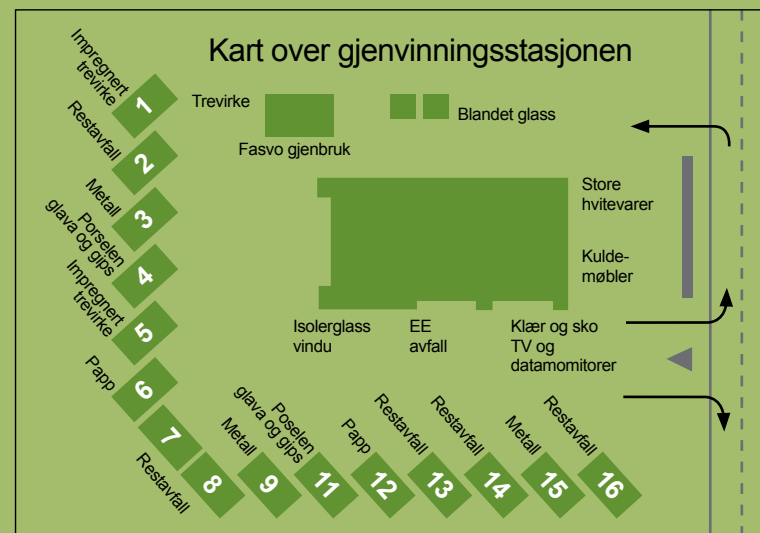 Kart over gjenvinningsstasjonen
Impregnert
trevirke
1
Restavfall
2
Metall
3
Porselen
glava og gips
4
Impregnert
trevirke
5
Papp
6
7
Restavfall
8
Metall
9
Poselen
glava og gips
11
Papp
12
Restavfall
13
Restavfall
14
Metall
15
Restavfall
16
Trevirke
Fasvo gjenbruk
Blandet glass
Store
hvitevarer
Kulde-
møbler
Isolerglass
vindu
EE
avfall
Klær og sko
TV og
datamomitorer